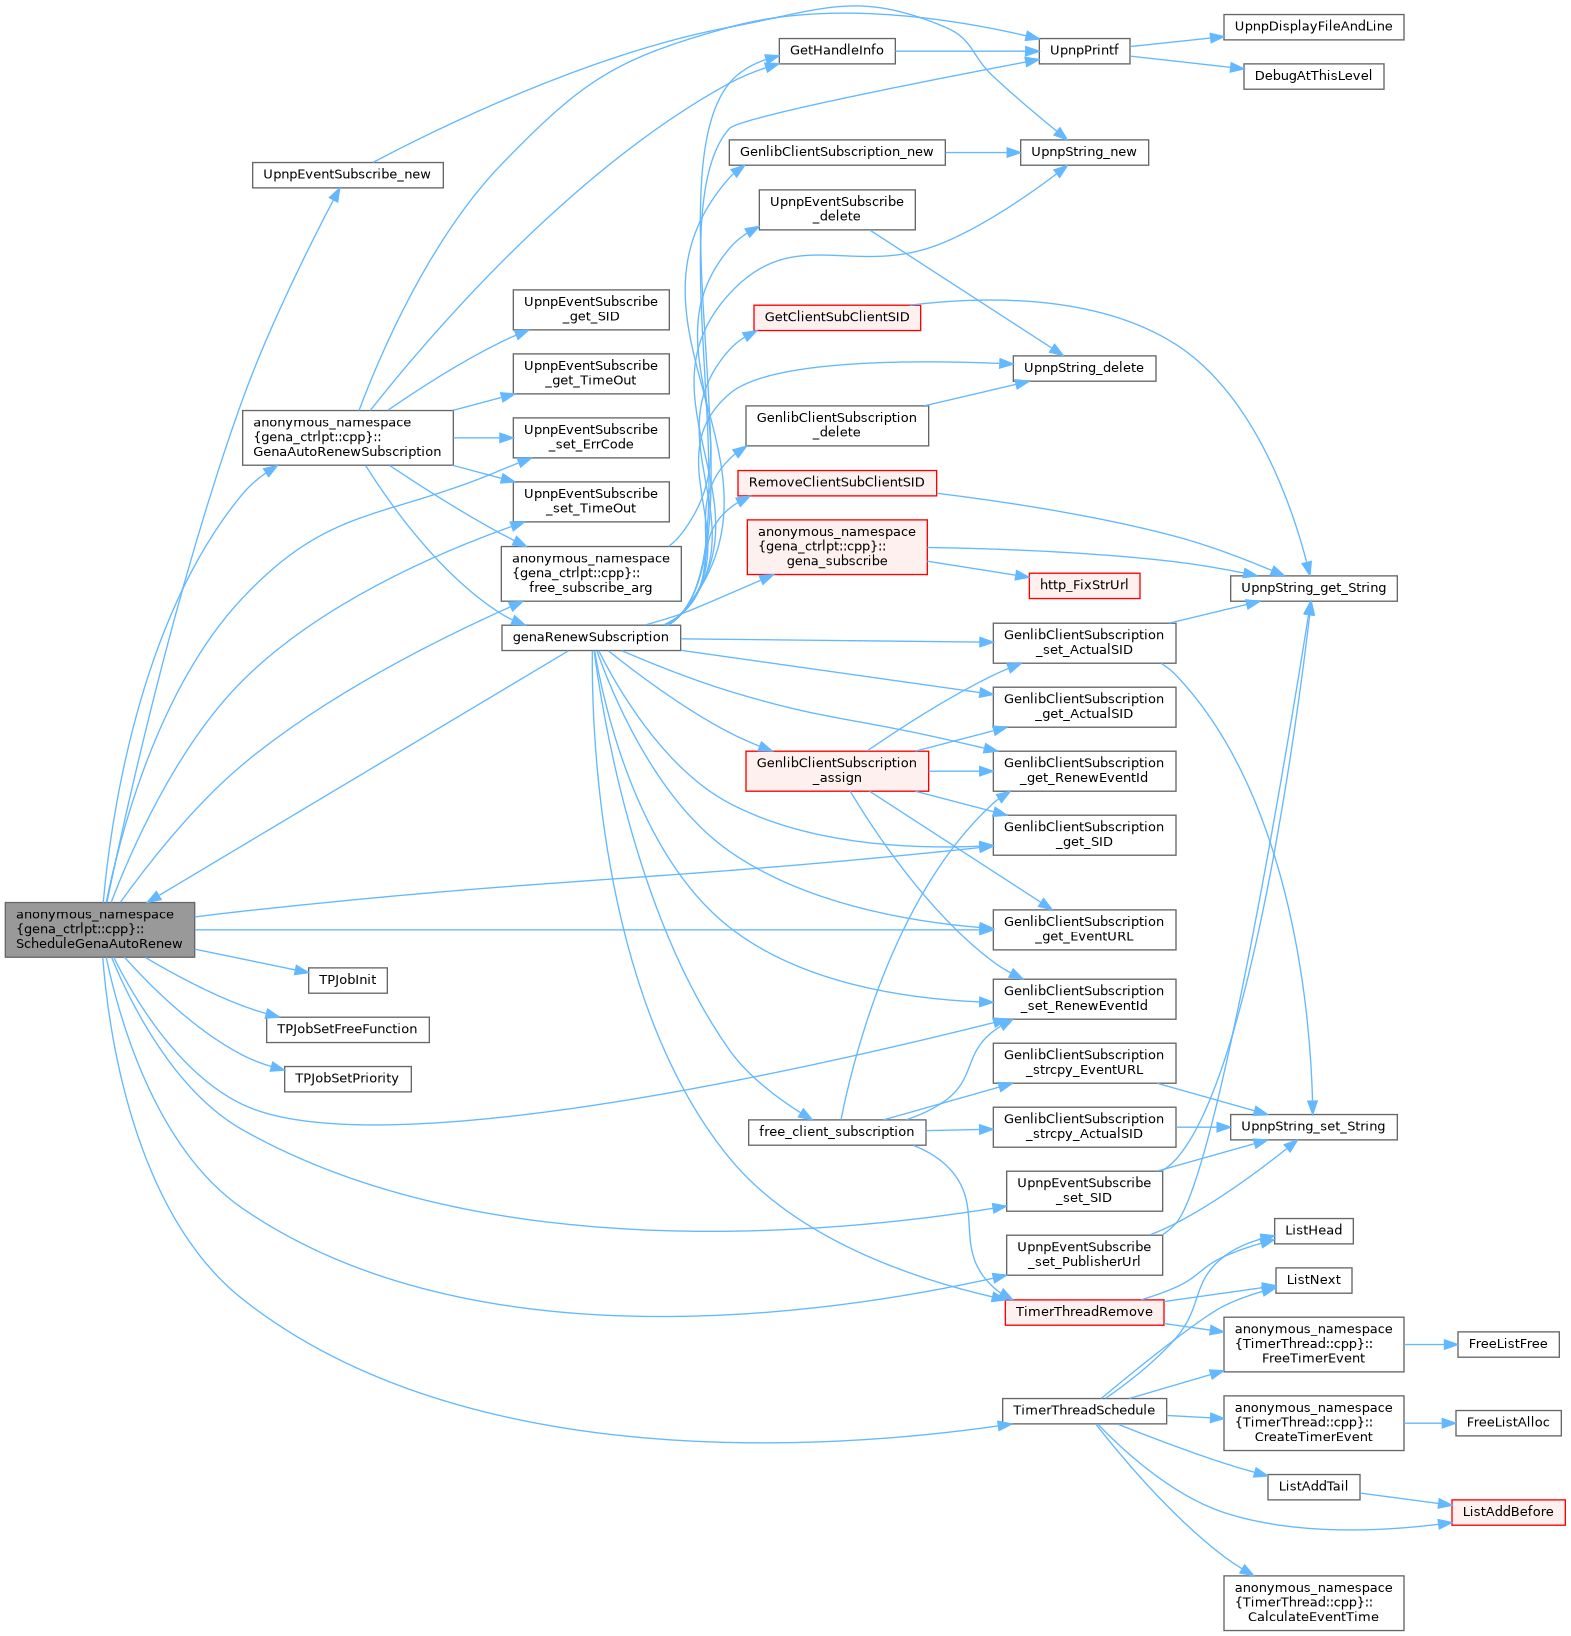 UpnpDisplayFileAndLine
GetHandleInfo
UpnpPrintf
DebugAtThisLevel
GenlibClientSubscription_new
UpnpString_new
UpnpEventSubscribe_new
UpnpEventSubscribe
_delete
UpnpEventSubscribe
_get_SID
GetClientSubClientSID
UpnpEventSubscribe
_get_TimeOut
UpnpString_delete
anonymous_namespace
{gena_ctrlpt::cpp}::
GenaAutoRenewSubscription
UpnpEventSubscribe
_set_ErrCode
GenlibClientSubscription
_delete
RemoveClientSubClientSID
UpnpEventSubscribe
_set_TimeOut
anonymous_namespace
{gena_ctrlpt::cpp}::
gena_subscribe
anonymous_namespace
{gena_ctrlpt::cpp}::
free_subscribe_arg
http_FixStrUrl
UpnpString_get_String
genaRenewSubscription
GenlibClientSubscription
_set_ActualSID
GenlibClientSubscription
_get_ActualSID
GenlibClientSubscription
_assign
GenlibClientSubscription
_get_RenewEventId
GenlibClientSubscription
_get_SID
anonymous_namespace
{gena_ctrlpt::cpp}::
ScheduleGenaAutoRenew
GenlibClientSubscription
_get_EventURL
TPJobInit
GenlibClientSubscription
_set_RenewEventId
TPJobSetFreeFunction
TPJobSetPriority
GenlibClientSubscription
_strcpy_EventURL
free_client_subscription
GenlibClientSubscription
_strcpy_ActualSID
UpnpString_set_String
UpnpEventSubscribe
_set_SID
ListHead
UpnpEventSubscribe
_set_PublisherUrl
ListNext
TimerThreadRemove
anonymous_namespace
{TimerThread::cpp}::
FreeTimerEvent
FreeListFree
TimerThreadSchedule
anonymous_namespace
{TimerThread::cpp}::
CreateTimerEvent
FreeListAlloc
ListAddTail
ListAddBefore
anonymous_namespace
{TimerThread::cpp}::
CalculateEventTime